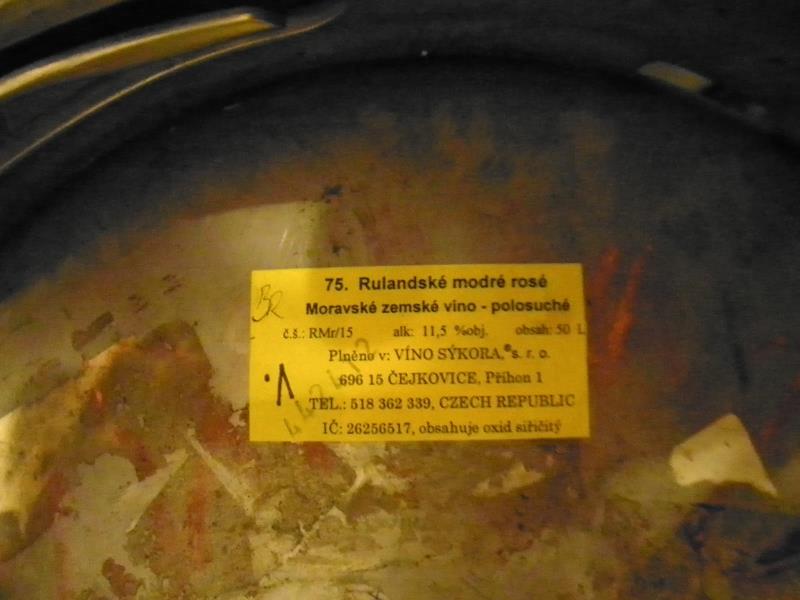 75. Rulandské modré rosé
BR
Moravské zemské víno - polosuché
č.š.: RMr/15 alk: 11,5 %obj. obsah: 50 L
Plněno v: VÍNO SÝKORA,® s. r. o.
696 15 ČEJKOVICE, Příhon 1
TEL.: 518 362 339, CZECH REPUBLIC
IČ: 26256517, obsahuje oxid siřičitý